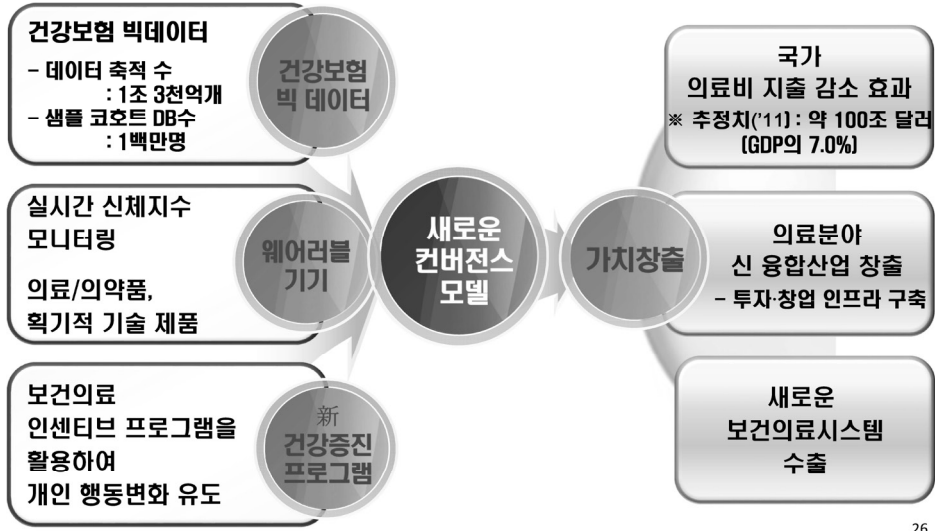 건강보험 빅데이터
– 데이터 축적 수
: 1조 3천억개
– 샘플 코호트 DB수
: 1백만명
건강보험
빅 데이터
실시간 신체지수
모니터링
의료/의약품,
획기적 기술 제품
웨어러블
기기
보건의료
인센티브 프로그램을
활용하여
개인 행동변화 유도
新
건강증진
프로그램
새로운
컨버전스
모델
가치창출
국가
의료비 지출 감소 효과
※ 추정치('11) : 약 100조 달러
(GDP의 7.0%)
의료분야
신 융합산업 창출
– 투자·창업 인프라 구축
새로운
보건의료시스템
수출
26